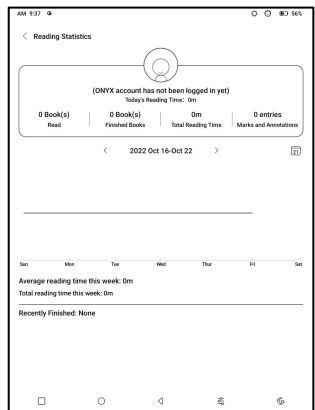 AM 9:37 56%
Reading Statistics
(ONYX account has not been logged in yet)
Today's Reading Time: 0m
0 Book(s) 0 Book(s) 0m 0 entries
Read Finished Books Total Reading Time Marks and Annotations
2022 Oct 16-Oct 22 21
Sun Mon Tue Wed Thur Fri Sat
Average reading time this week: 0m
Total reading time this week: 0m
Recently Finished: None